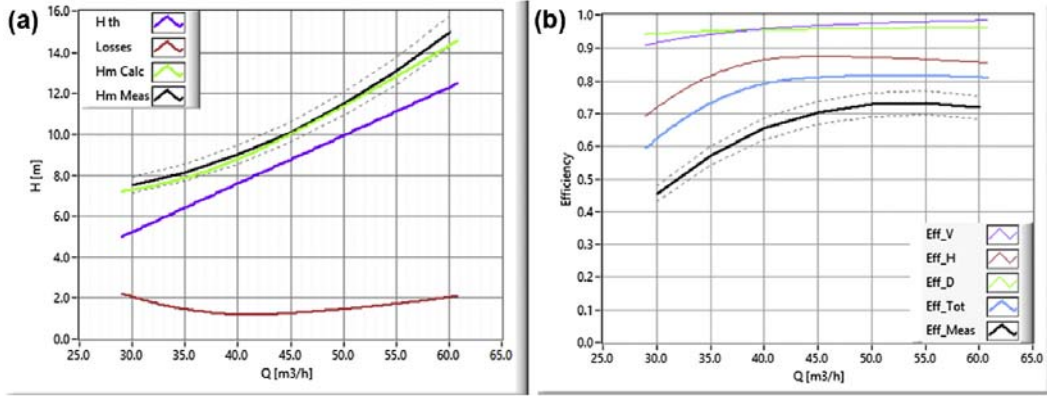 (a)
H th
Losses
Hm Calc
Hm Meas
16.0
14.0
12.0
10.0
8.0
6.0
4.0
2.0
0.0
H [m]
25.0 30.0 35.0 40.0 45.0 50.0 55.0 60.0 65.0
Q [m3/h]
(b)
1.0
0.9
0.8
0.7
0.6
0.5
0.4
0.3
0.2
0.1
0.0
Efficiency
Eff_V
Eff_H
Eff_D
Eff_Tot
Eff_Meas
25.0 30.0 35.0 40.0 45.0 50.0 55.0 60.0 65.0
Q [m3/h]